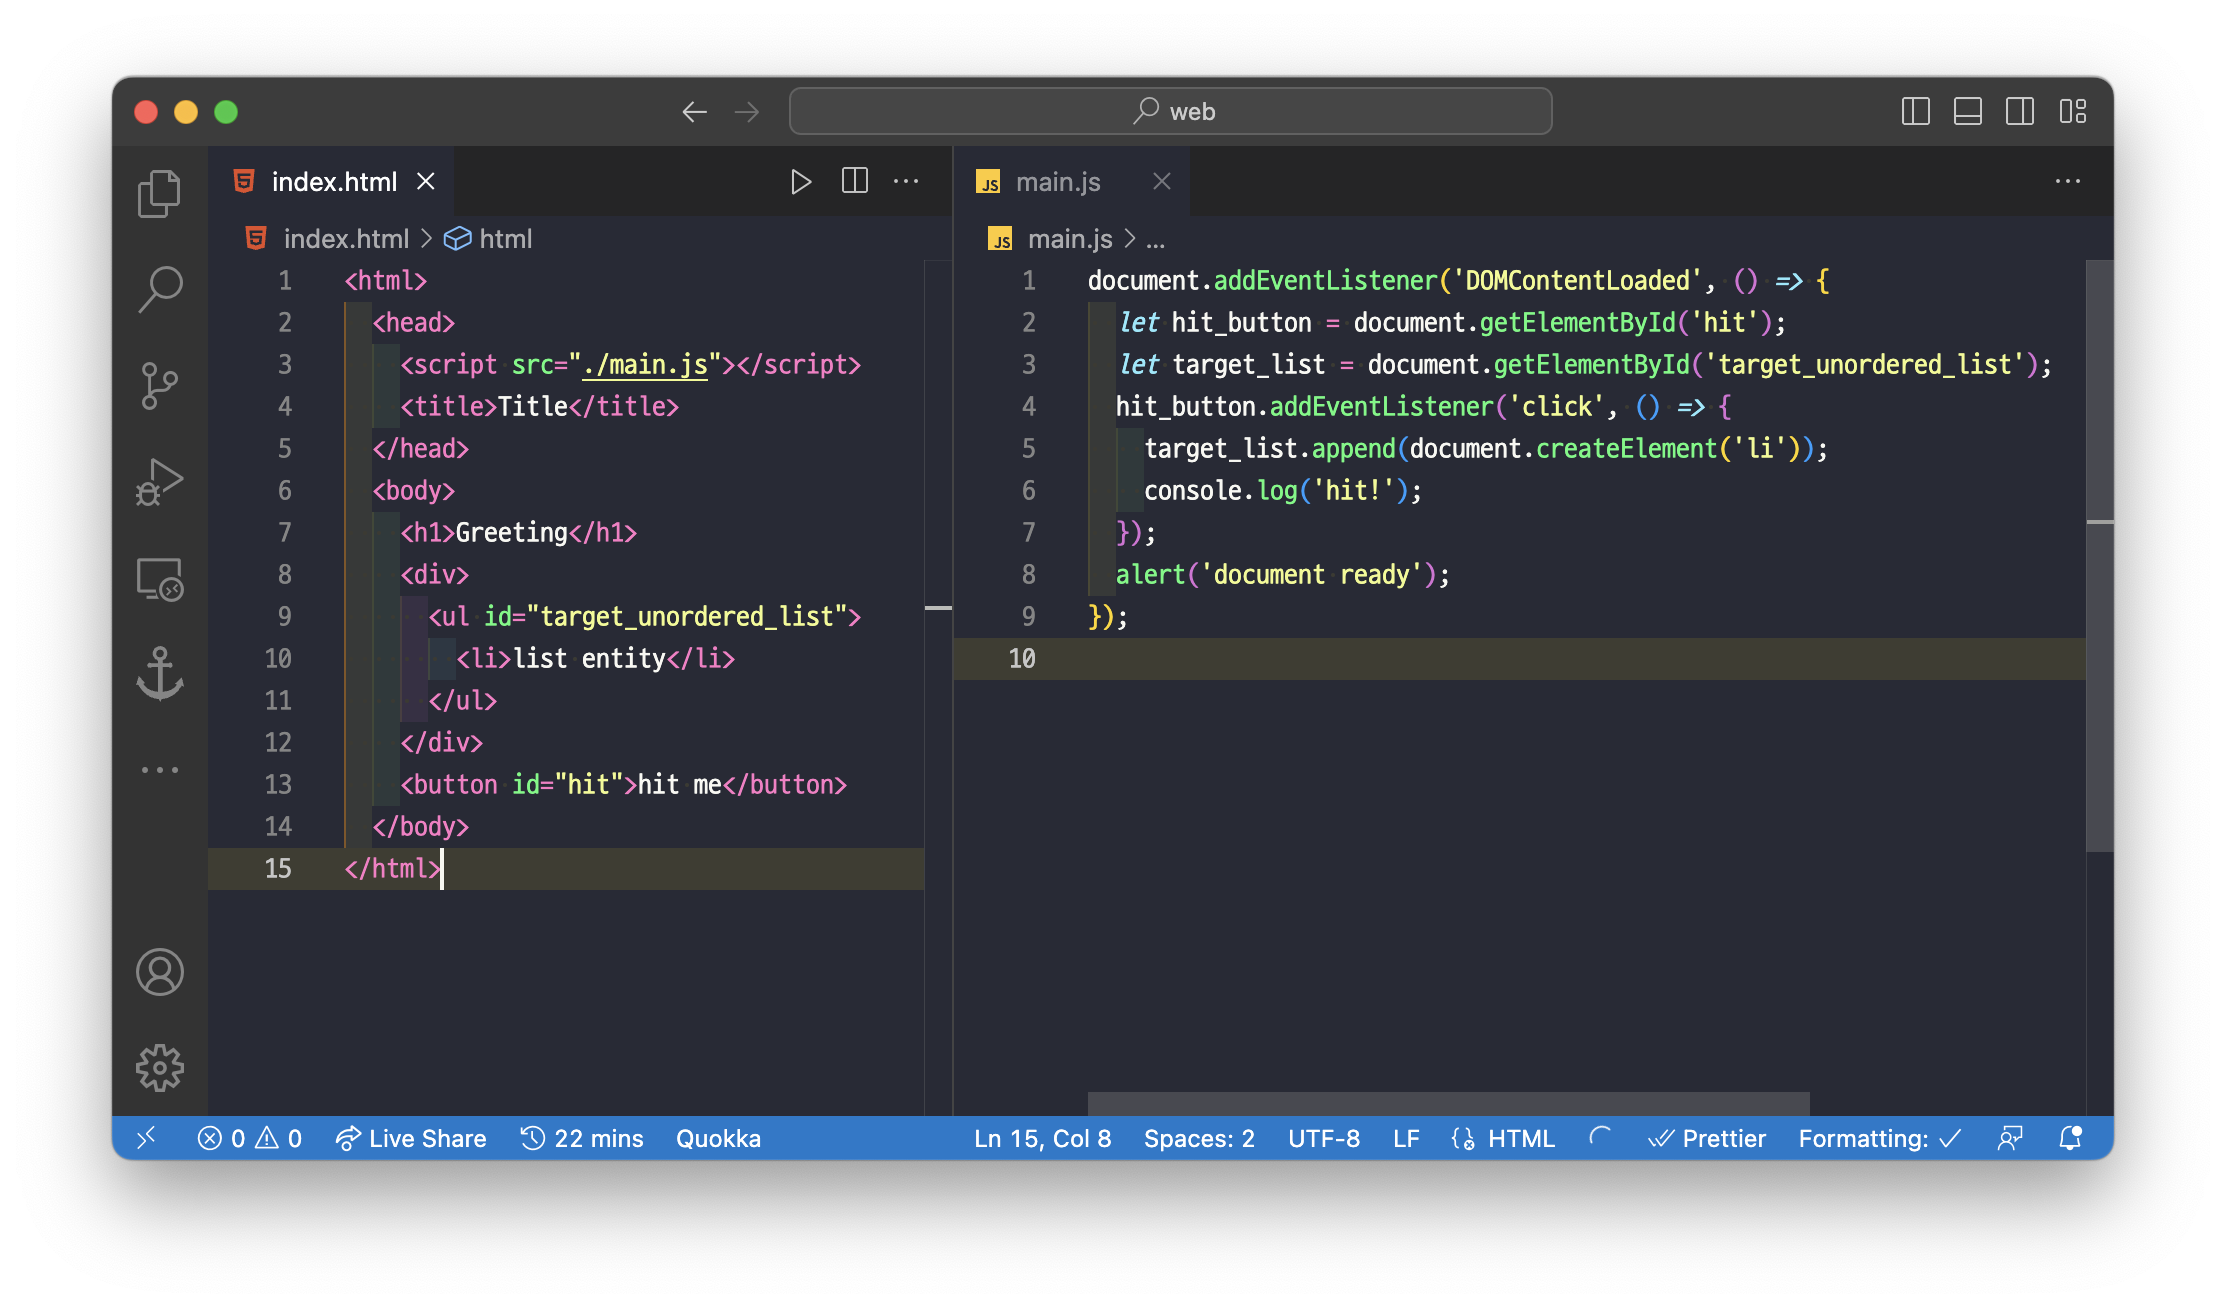 web
index.html
index.html > html
1 <html>
2   <head>
3     <script src="./main.js"></script>
4     <title>Title</title>
5   </head>
6   <body>
7     <h1>Greeting</h1>
8     <div>
9       <ul id="target_unordered_list">
10         <li>list entity</li>
11       </ul>
12     </div>
13     <button id="hit">hit me</button>
14   </body>
15 </html>
JS main.js
JS main.js > ...
1 document.addEventListener('DOMContentLoaded', () => {
2   let hit_button = document.getElementById('hit');
3   let target_list = document.getElementById('target_unordered_list');
4   hit_button.addEventListener('click', () => {
5     target_list.append(document.createElement('li'));
6     console.log('hit!');
7   });
8   alert('document ready');
9 });
10
0 0 Live Share 22 mins Quokka Ln 15, Col 8 Spaces: 2 UTF-8 LF HTML Prettier Formatting: ✓